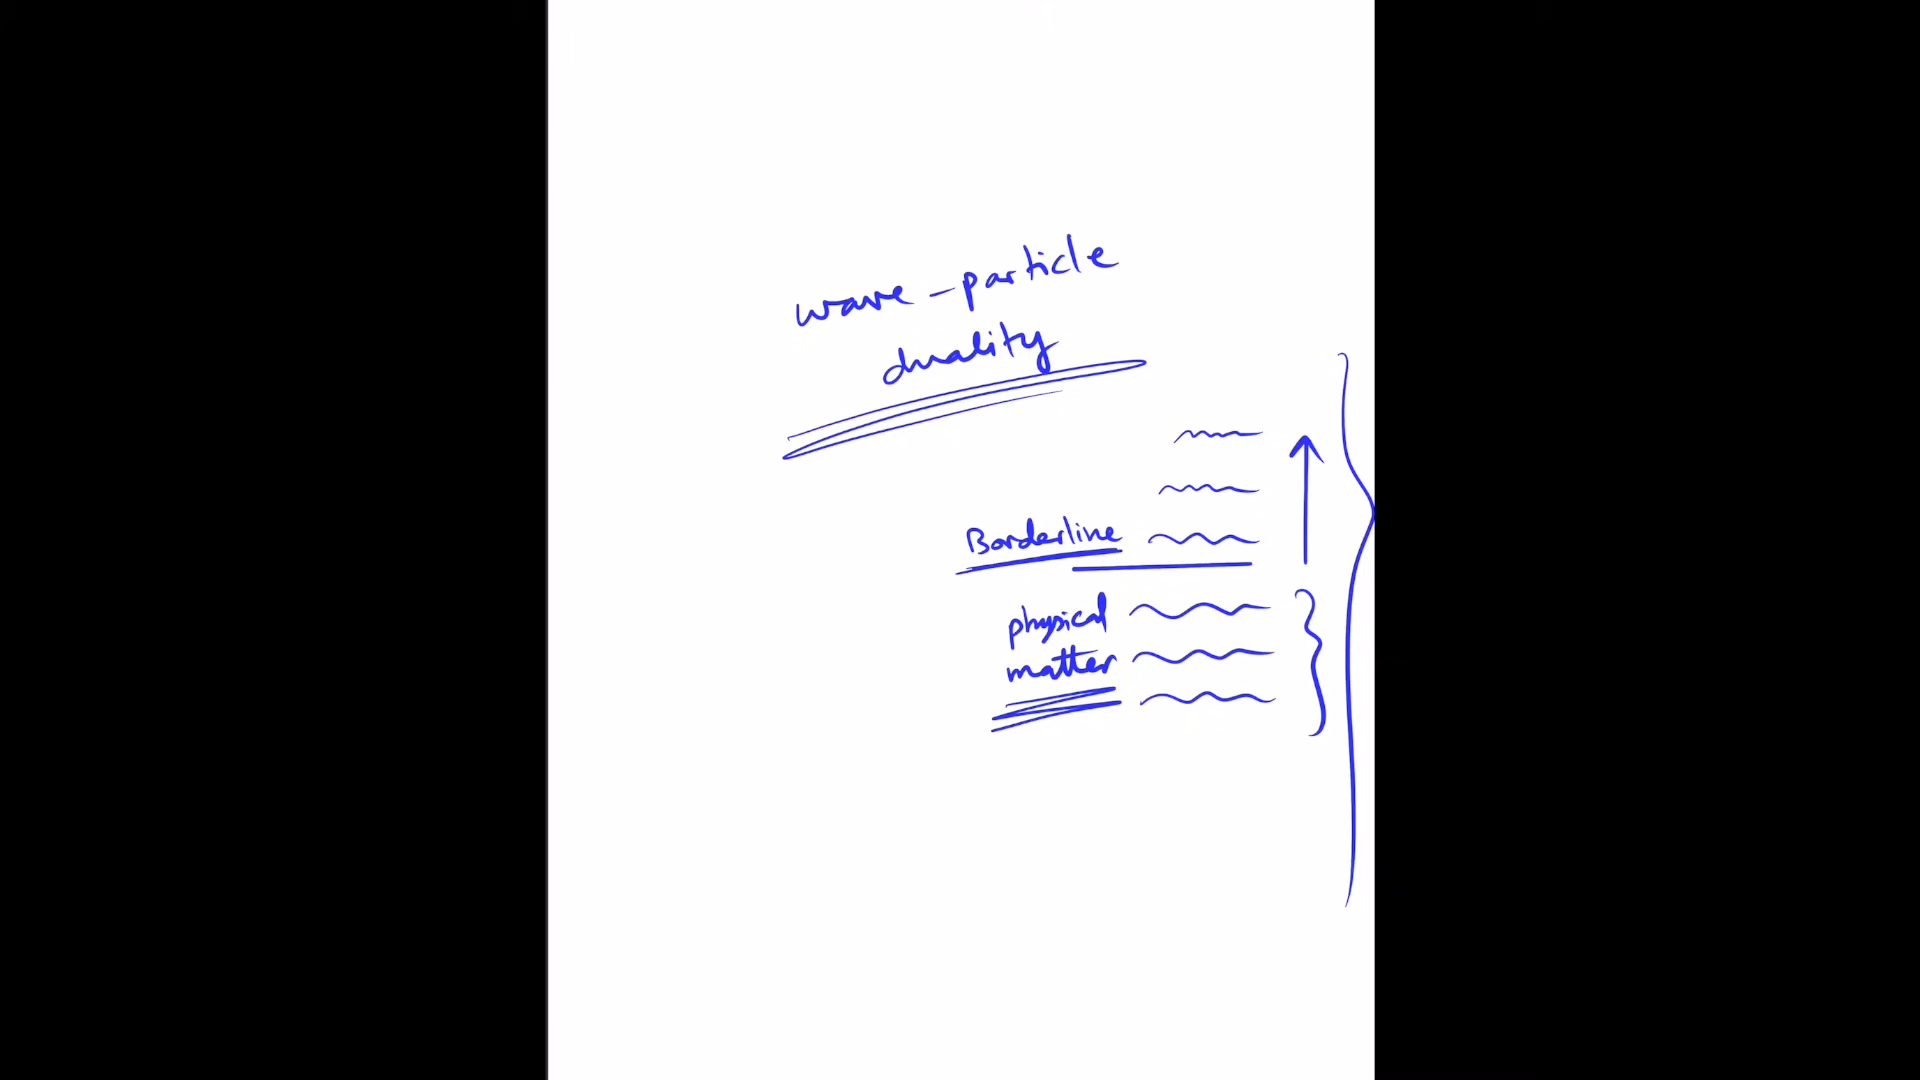 wave-particle
duality
Borderline
physical
matter